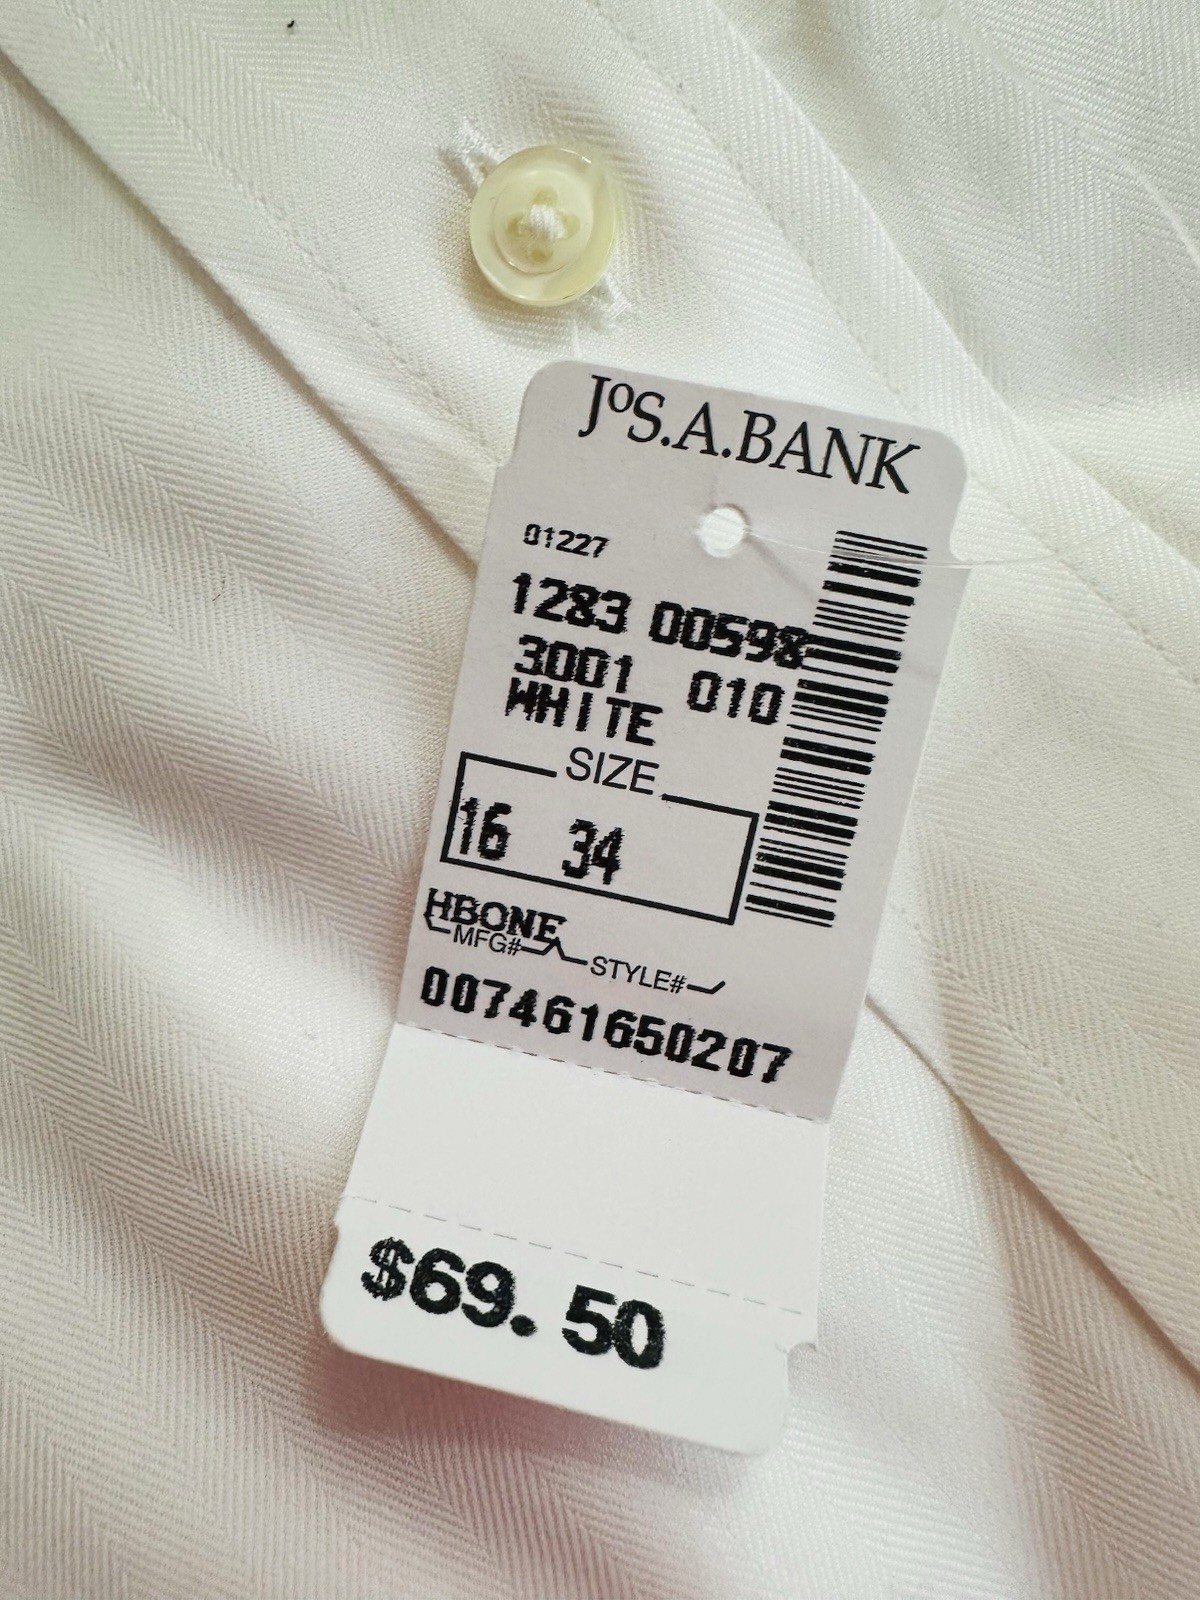 JoS.A.BANK
01227
1283 00598
3001 010
WHITE
SIZE
16 34
HBONE
MFG# STYLE#
007461650207
$69.50